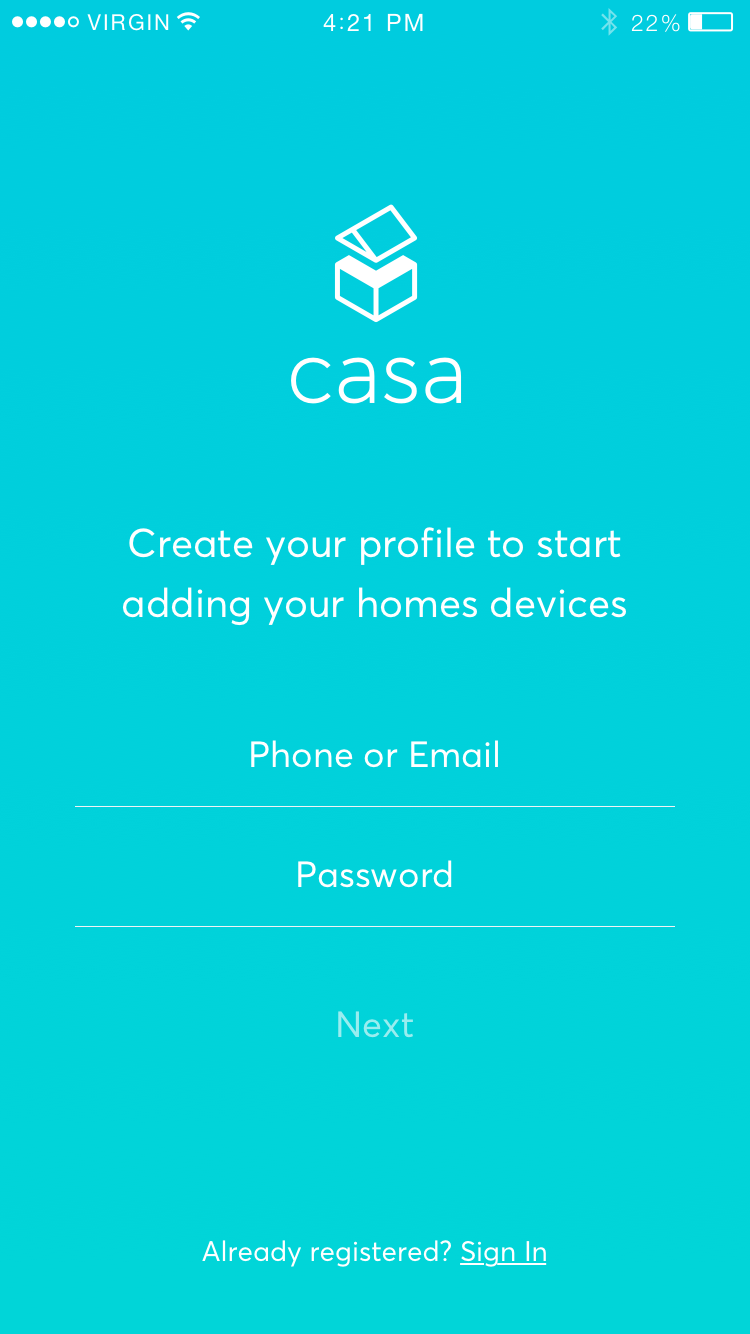 VIRGIN 4:21 PM 22%
casa
Create your profile to start
adding your homes devices
Phone or Email
Password
Next
Already registered? Sign In